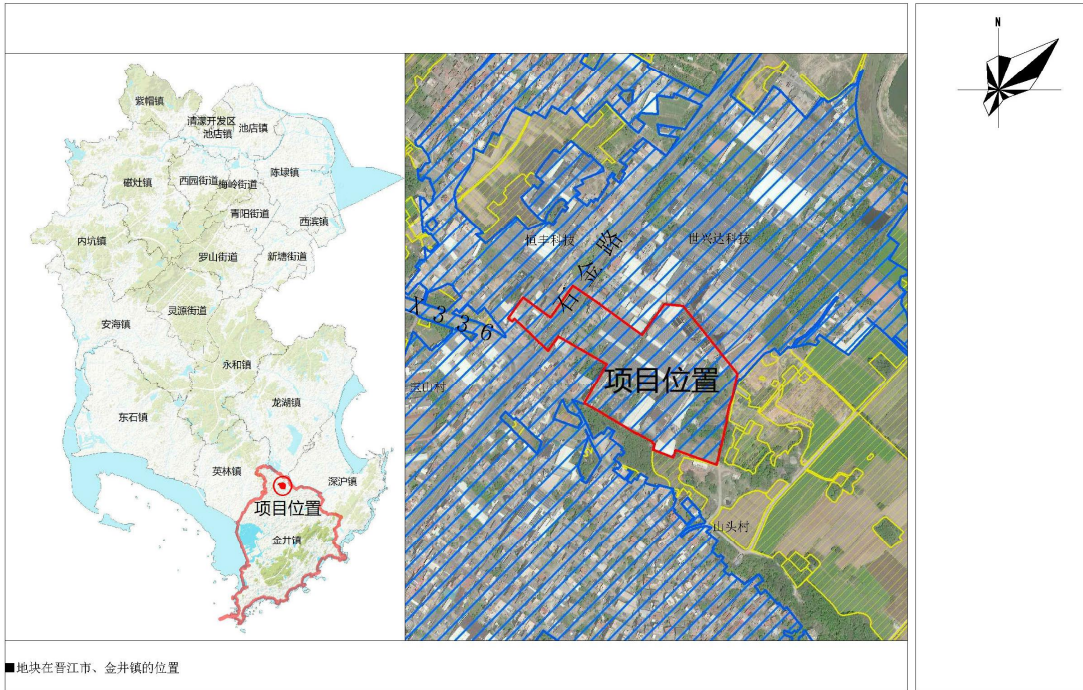 紫帽镇
清濛开发区
池店镇
池店镇
磁灶镇
西园街道
梅岭街道
陈埭镇
青阳街道
西滨镇
内坑镇
罗山街道
新塘街道
灵源街道
安海镇
永和镇
龙湖镇
东石镇
英林镇
深沪镇
项目位置
金井镇
恒丰科技
世兴达科技
石金路
X336
项目位置
山头村
N
■地块在晋江市、金井镇的位置